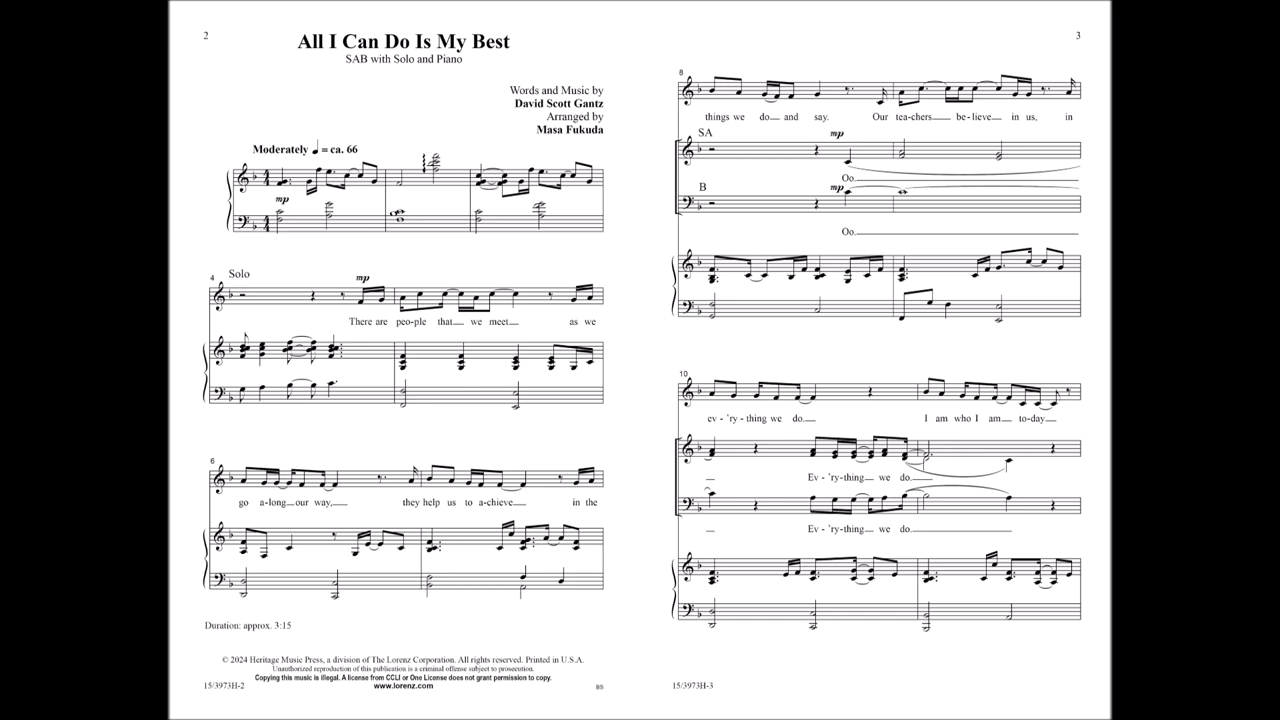 2
All I Can Do Is My Best
SAB with Solo and Piano
Words and Music by
David Scott Gantz
Arranged by
Masa Fukuda
Moderately ♩ = ca. 66
mp
4
Solo
mp
There are peo-ple that we meet as we
6
go a-long our way, they help us to a-chieve in the
Duration: approx. 3:15
© 2024 Heritage Music Press, a division of The Lorenz Corporation. All rights reserved. Printed in U.S.A.
Unauthorized reproduction of this publication is a criminal offense subject to prosecution.
Copying this music is illegal. A license from CCLI or One License does not grant permission to copy.
www.lorenz.com
15/3973H-2
3
8
things we do and say. Our tea-chers be-lieve in us, in
SA
mp
Oo
B
mp
Oo
10
ev - 'ry - thing we do. I am who I am to-day
Ev - 'ry-thing we do.
Ev - 'ry-thing we do.
15/3973H-3